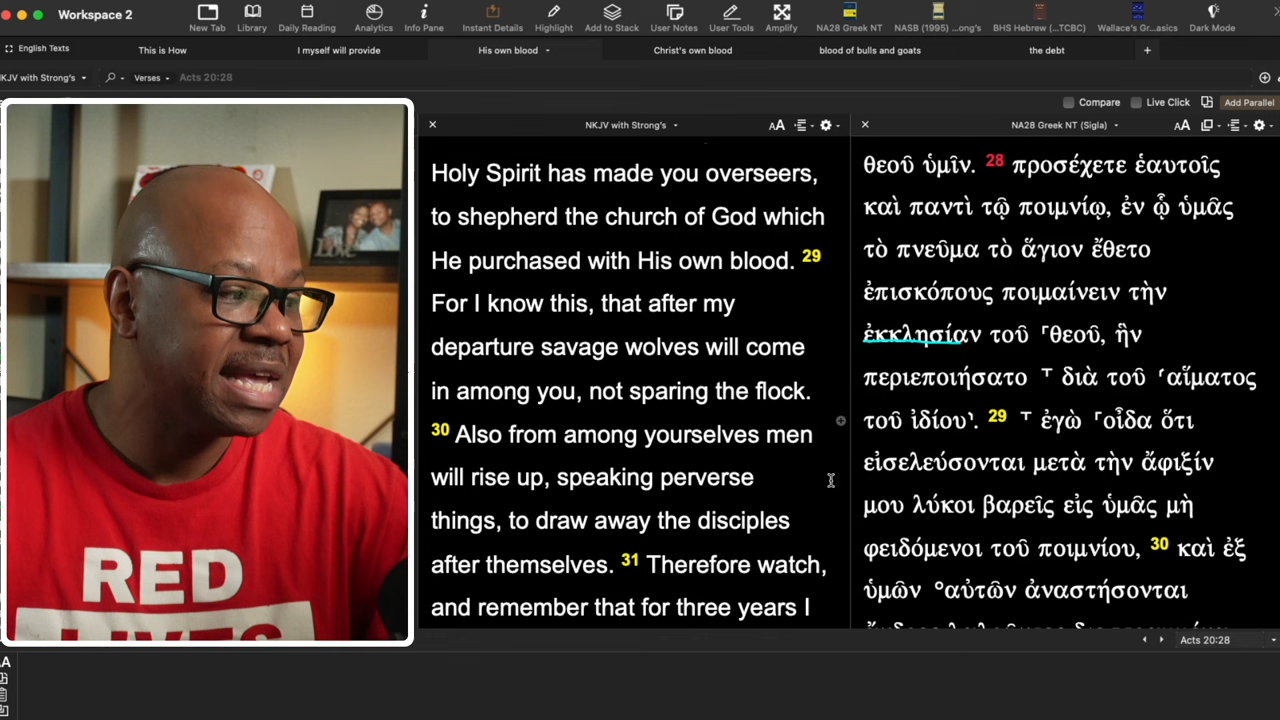 Workspace 2
New Tab
Library
Daily Reading
Analytics
Info Pane
Instant Details
Highlight
Add to Stack
User Notes
User Tools
Amplify
NA28 Greek NT
NASB (1995) …ong's)
BHS Hebrew (…TCBC)
Wallace's Gr…asics
Dark Mode
English Texts
This is How
I myself will provide
His own blood
Christ's own blood
blood of bulls and goats
the debt
KJV with Strong's
Verses
Acts 20:28
Compare
Live Click
Add Parallel
NKJV with Strong's
Holy Spirit has made you overseers,
to shepherd the church of God which
He purchased with His own blood. 29
For I know this, that after my
departure savage wolves will come
in among you, not sparing the flock.
30 Also from among yourselves men
will rise up, speaking perverse
things, to draw away the disciples
after themselves. 31 Therefore watch,
and remember that for three years I
NA28 Greek NT (Sigla)
θεοῦ ὑμῖν. 28 προσέχετε ἑαυτοῖς
καὶ παντὶ τῷ ποιμνίῳ, ἐν ᾧ ὑμᾶς
τὸ πνεῦμα τὸ ἅγιον ἔθετο
ἐπισκόπους ποιμαίνειν τὴν
ἐκκλησίαν τοῦ ⸀θεοῦ, ἣν
περιεποιήσατο ⸆ διὰ τοῦ ⸂αἵματος
τοῦ ἰδίου⸃. 29 ⸆ ἐγὼ ⸀οἶδα ὅτι
εἰσελεύσονται μετὰ τὴν ἄφιξίν
μου λύκοι βαρεῖς εἰς ὑμᾶς μὴ
φειδόμενοι τοῦ ποιμνίου, 30 καὶ ἐξ
ὑμῶν ⸰αὐτῶν ἀναστήσονται
Acts 20:28
LOVE
RED
LIVES